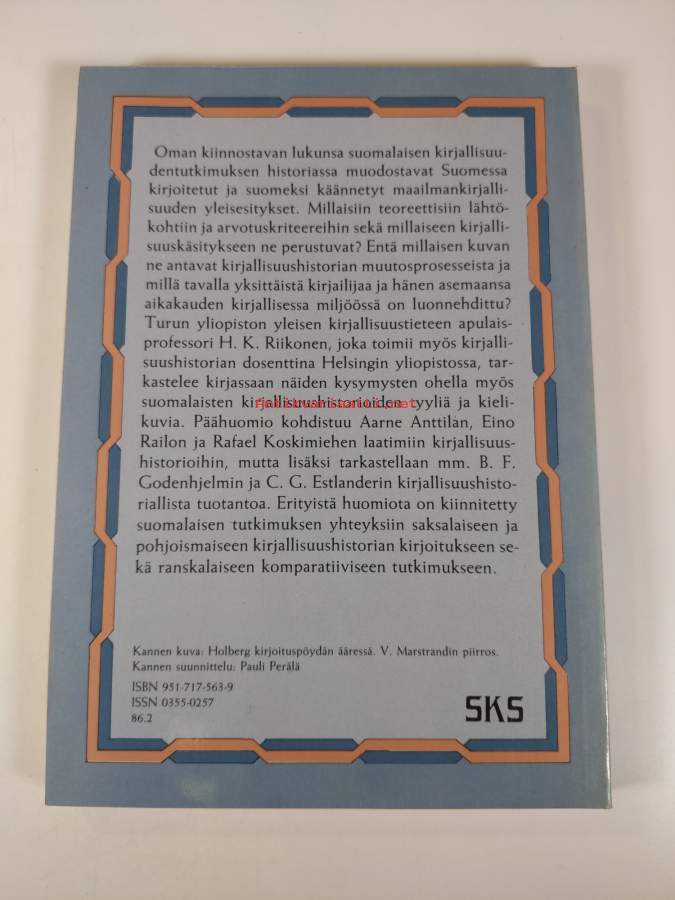 Oman kiinnostavan lukunsa suomalaisen kirjallisuu-
dentutkimuksen historiassa muodostavat Suomessa
kirjoitetut ja suomeksi käännetyt maailmankirjalli-
suuden yleisesitykset. Millaisiin teoreettisiin lähtö-
kohtiin ja arvotuskriteereihin sekä millaiseen kirjalli-
suuskäsitykseen ne perustuvat? Entä millaisen kuvan
ne antavat kirjallisuushistorian muutosprosesseista ja
millä tavalla yksittäistä kirjailijaa ja hänen asemaansa
aikakauden kirjallisessa miljöössä on luonnehdittu?
Turun yliopiston yleisen kirjallisuustieteen apulais-
professori H. K. Riikonen, joka toimii myös kirjalli-
suushistorian dosenttina Helsingin yliopistossa, tar-
kastelee kirjassaan näiden kysymysten ohella myös
suomalaisten kirjallisuushistorioiden tyyliä ja kieli-
kuvia. Päähuomio kohdistuu Aarne Anttilan, Eino
Railon ja Rafael Koskimiehen laatimiin kirjallisuus-
historioihin, mutta lisäksi tarkastellaan mm. B. F.
Godenhjelmin ja C. G. Estlanderin kirjallisuushisto-
riallista tuotantoa. Erityistä huomiota on kiinnitetty
suomalaisen tutkimuksen yhteyksiin saksalaiseen ja
pohjoismaiseen kirjallisuushistorian kirjoitukseen se-
kä ranskalaiseen komparatiiviseen tutkimukseen.
Kannen kuva: Holberg kirjoituspöydän ääressä. V. Marstrandin piirros.
Kannen suunnittelu: Pauli Perälä
ISBN 951-717-563-9
ISSN 0355-0257
86.2
SKS